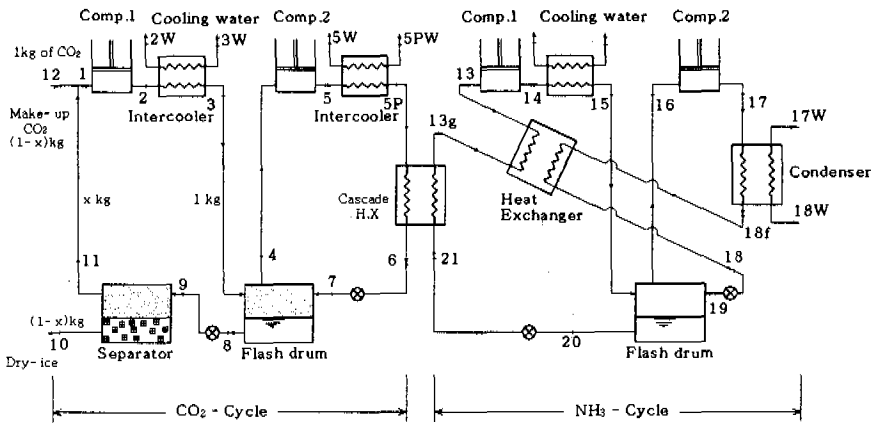 Comp.1
Cooling water
Comp.2
Comp.1
Cooling water
Comp.2
2W
3W
5W
5PW
1kg of CO₂
12
1
2
3
Intercooler
5
5P
Intercooler
13
14
15
16
17
17W
Make-up
CO₂
(1-x)kg
13g
Condenser
x kg
1 kg
Cascade
H.X
Heat
Exchanger
18W
18f
4
6
21
18
11
9
7
19
(1-x)kg
10
8
20
Dry-ice
Separator
Flash drum
Flash drum
CO₂-Cycle
NH₃-Cycle